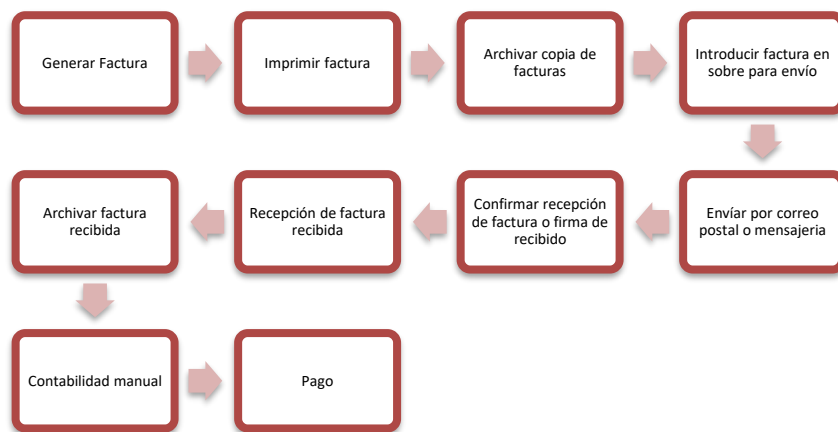 Generar Factura
Imprimir factura
Archivar copia de
facturas
Introducir factura en
sobre para envío
Envíar por correo
postal o mensajeria
Confirmar recepción
de factura o firma de
recibido
Recepción de factura
recibida
Archivar factura
recibida
Contabilidad manual
Pago